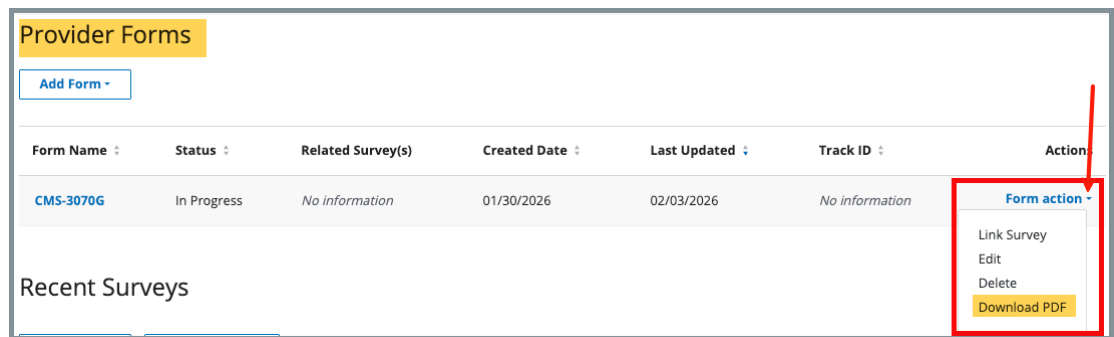 Provider Forms
Add Form
Form Name Status Related Survey(s) Created Date Last Updated Track ID Actions
CMS-3070G In Progress No information 01/30/2026 02/03/2026 No information Form action
Link Survey
Edit
Delete
Download PDF
Recent Surveys